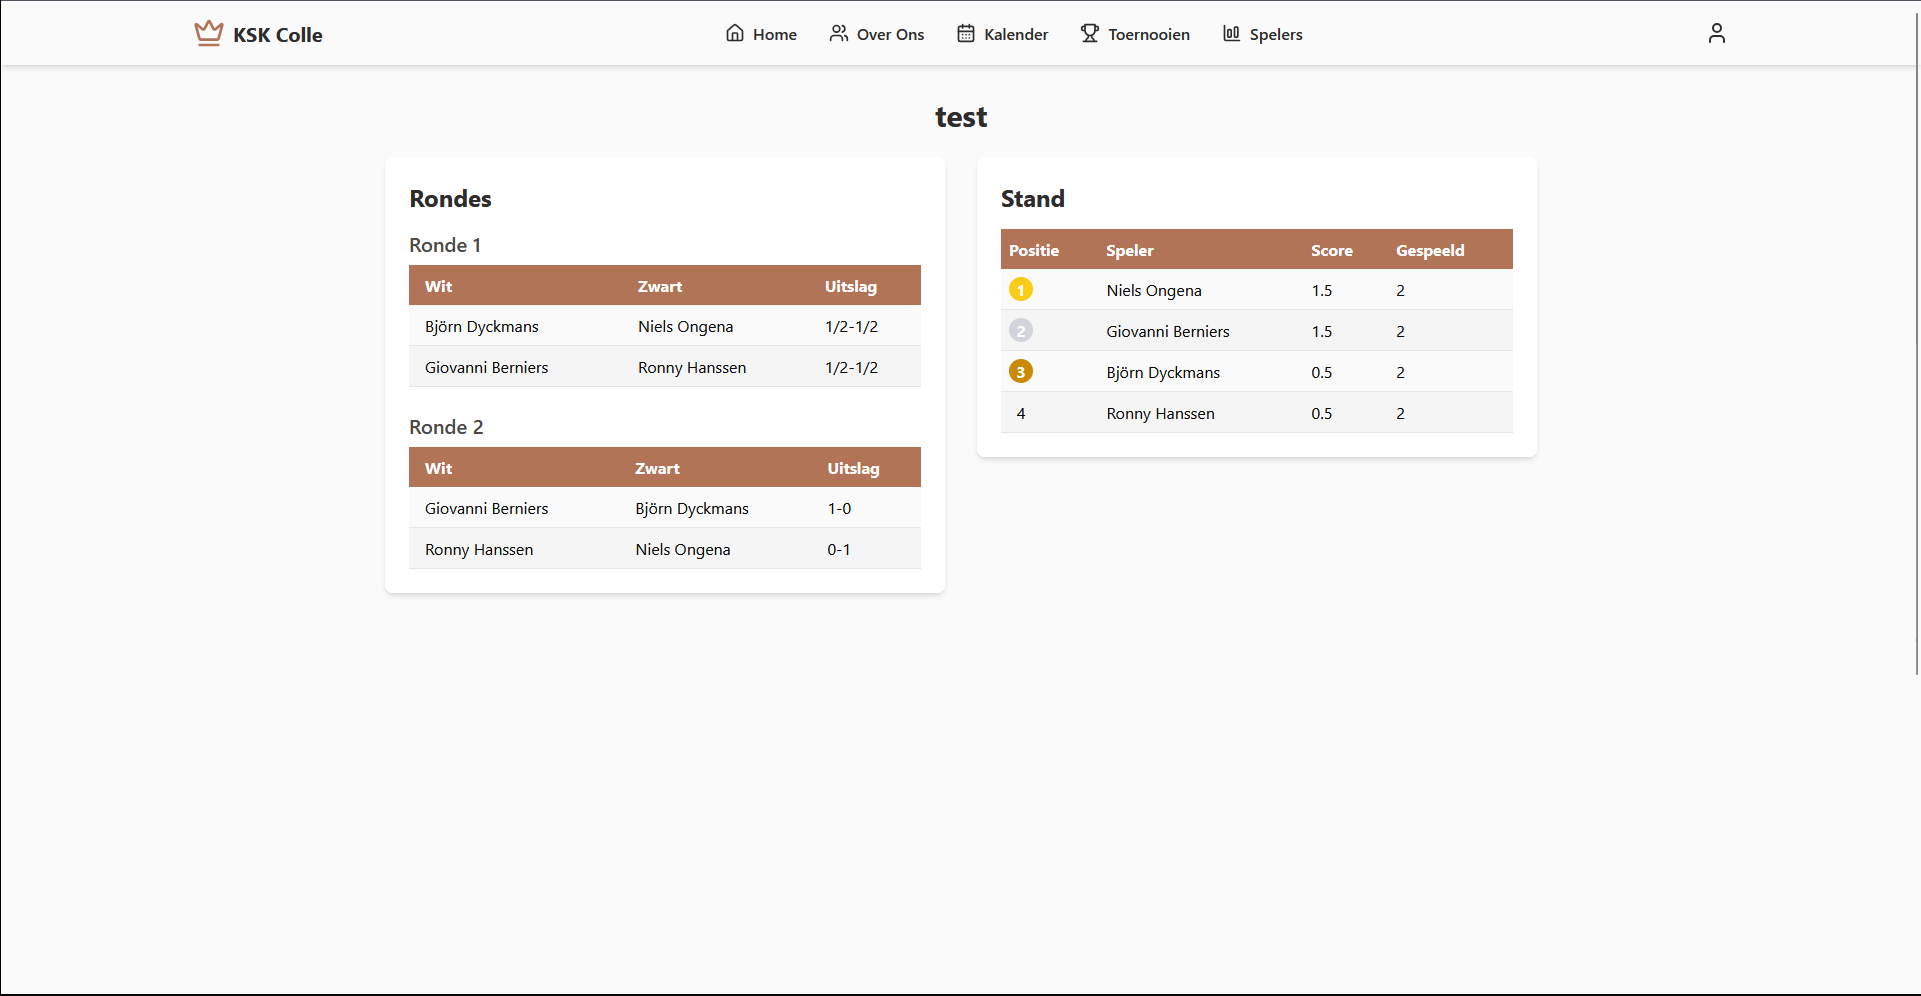 KSK Colle
Home Over Ons Kalender Toernooien Spelers
test
Rondes
Ronde 1
Wit Zwart Uitslag
Björn Dyckmans Niels Ongena 1/2-1/2
Giovanni Berniers Ronny Hanssen 1/2-1/2
Ronde 2
Wit Zwart Uitslag
Giovanni Berniers Björn Dyckmans 1-0
Ronny Hanssen Niels Ongena 0-1
Stand
Positie Speler Score Gespeeld
1 Niels Ongena 1.5 2
2 Giovanni Berniers 1.5 2
3 Björn Dyckmans 0.5 2
4 Ronny Hanssen 0.5 2